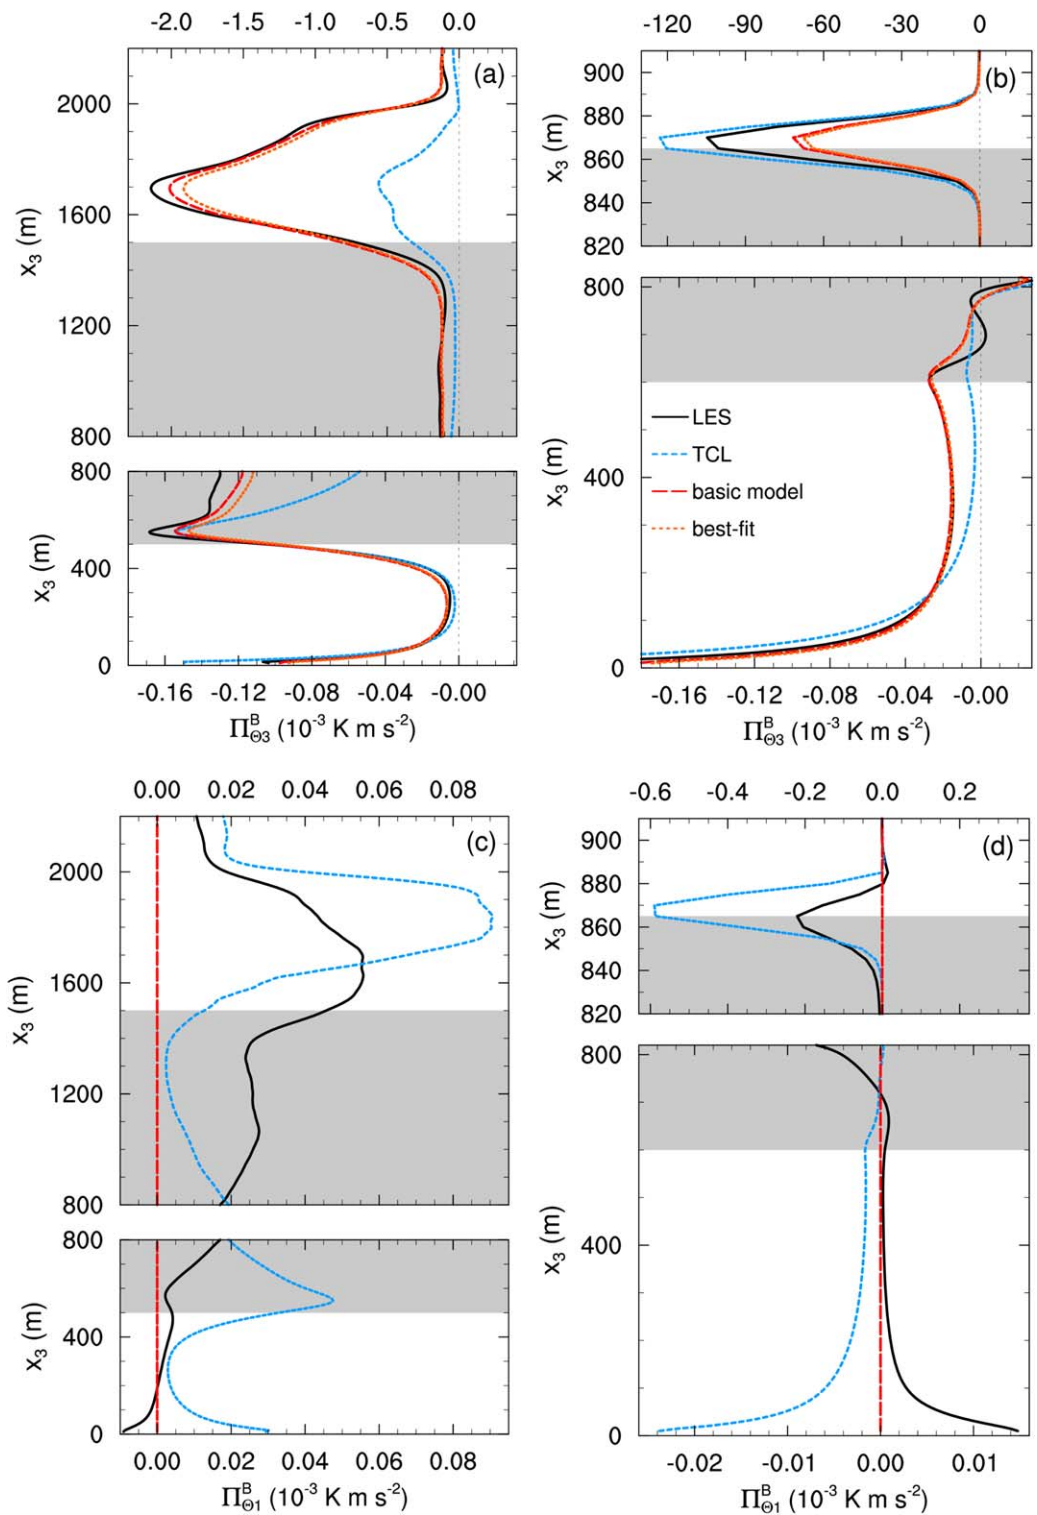 -2.0 -1.5 -1.0 -0.5 0.0
(a)
2000
1600
1200
800
x3 (m)
800
400
0
x3 (m)
-0.16 -0.12 -0.08 -0.04 -0.00
Π^B_Θ3 (10^-3 K m s^-2)
-120 -90 -60 -30 0
(b)
900
880
860
840
820
x3 (m)
800
400
0
x3 (m)
LES
TCL
basic model
best-fit
-0.16 -0.12 -0.08 -0.04 -0.00
Π^B_Θ3 (10^-3 K m s^-2)
0.00 0.02 0.04 0.06 0.08
(c)
2000
1600
1200
800
x3 (m)
800
400
0
x3 (m)
0.00 0.02 0.04 0.06 0.08
Π^B_Θ1 (10^-3 K m s^-2)
-0.6 -0.4 -0.2 0.0 0.2
(d)
900
880
860
840
820
x3 (m)
800
400
0
x3 (m)
-0.02 -0.01 0.00 0.01
Π^B_Θ1 (10^-3 K m s^-2)